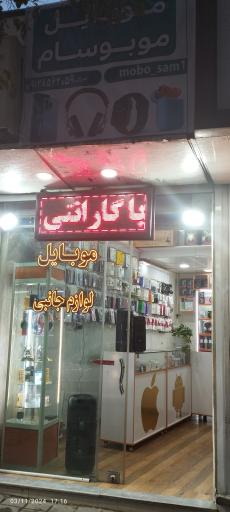 موبایل
موبوسام
mobo_sam1
با گارانتی
موبایل
لوازم جانبی
03/11/2024 17:16